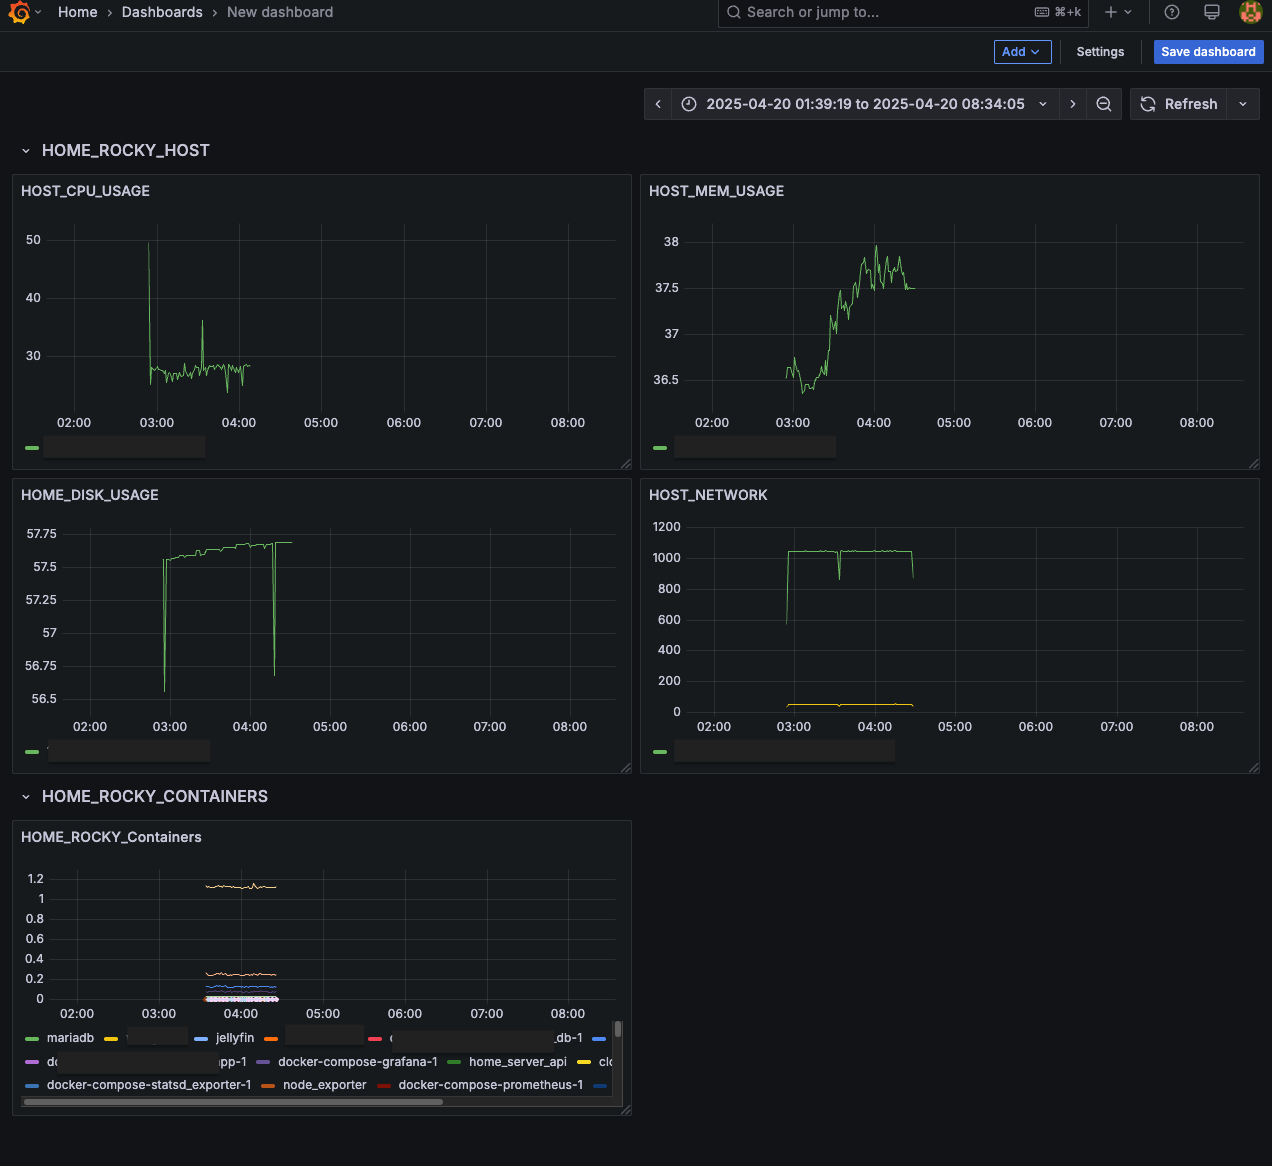 Home › Dashboards › New dashboard
Search or jump to...
⌘+k
Add
Settings
Save dashboard
2025-04-20 01:39:19 to 2025-04-20 08:34:05
Refresh
HOME_ROCKY_HOST
HOST_CPU_USAGE
50
40
30
02:00 03:00 04:00 05:00 06:00 07:00 08:00
HOST_MEM_USAGE
38
37.5
37
36.5
02:00 03:00 04:00 05:00 06:00 07:00 08:00
HOME_DISK_USAGE
57.75
57.5
57.25
57
56.75
56.5
02:00 03:00 04:00 05:00 06:00 07:00 08:00
HOST_NETWORK
1200
1000
800
600
400
200
0
02:00 03:00 04:00 05:00 06:00 07:00 08:00
HOME_ROCKY_CONTAINERS
HOME_ROCKY_Containers
1.2
1
0.8
0.6
0.4
0.2
0
02:00 03:00 04:00 05:00 06:00 07:00 08:00
mariadb jellyfin _db-1
pp-1 docker-compose-grafana-1 home_server_api
docker-compose-statsd_exporter-1 node_exporter docker-compose-prometheus-1